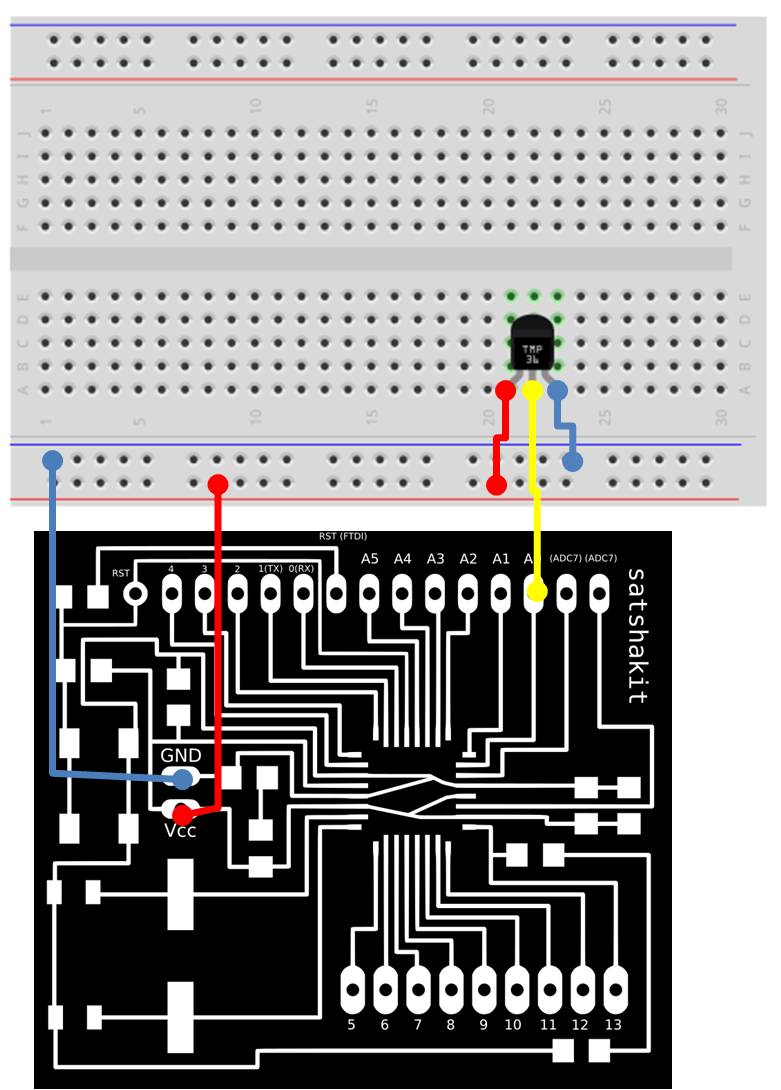 1 5 10 15 20 25 30
J J
I I
H H
G G
F F
E E
D D
C C
B B
A A
TMP
36
1 5 10 15 20 25 30
RST (FTDI)
RST 4 3 2 1(TX) 0(RX) A5 A4 A3 A2 A1 (ADC7) (ADC7)
satshakit
GND
Vcc
5 6 7 8 9 10 11 12 13